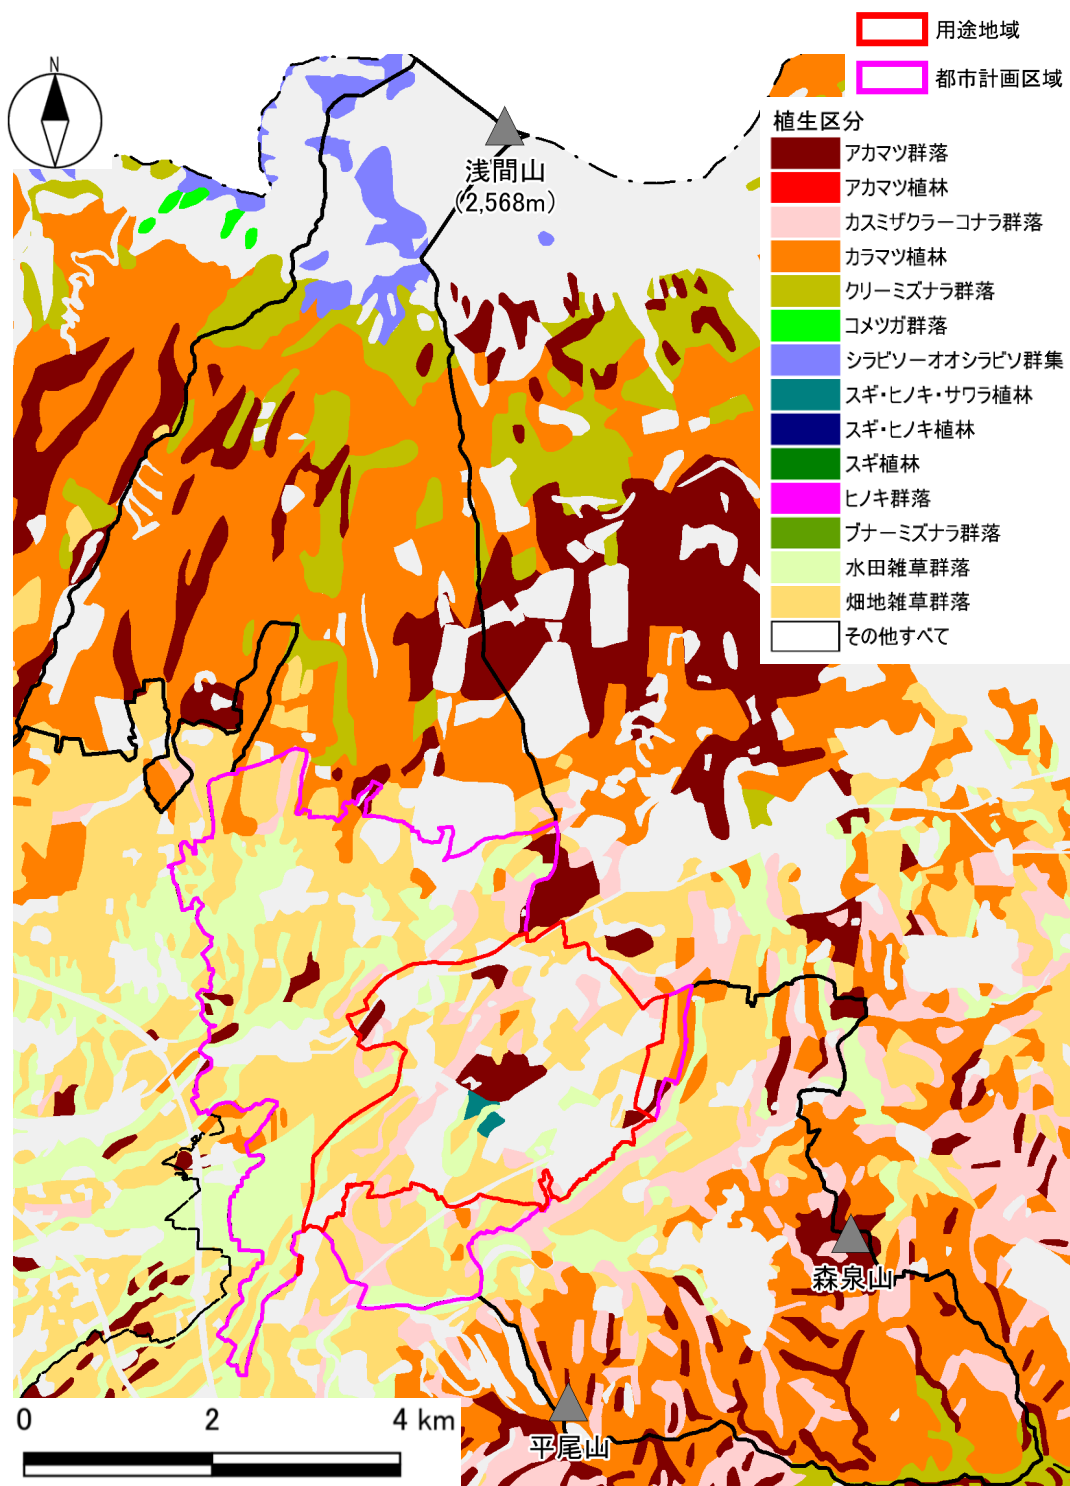 用途地域
都市計画区域
N
植生区分
アカマツ群落
アカマツ植林
カスミザクラーコナラ群落
カラマツ植林
クリーミズナラ群落
コメツガ群落
シラビソーオオシラビソ群集
スギ・ヒノキ・サワラ植林
スギ・ヒノキ植林
スギ植林
ヒノキ群落
ブナーミズナラ群落
水田雑草群落
畑地雑草群落
その他すべて
浅間山
(2,568m)
森泉山
平尾山
0 2 4 km